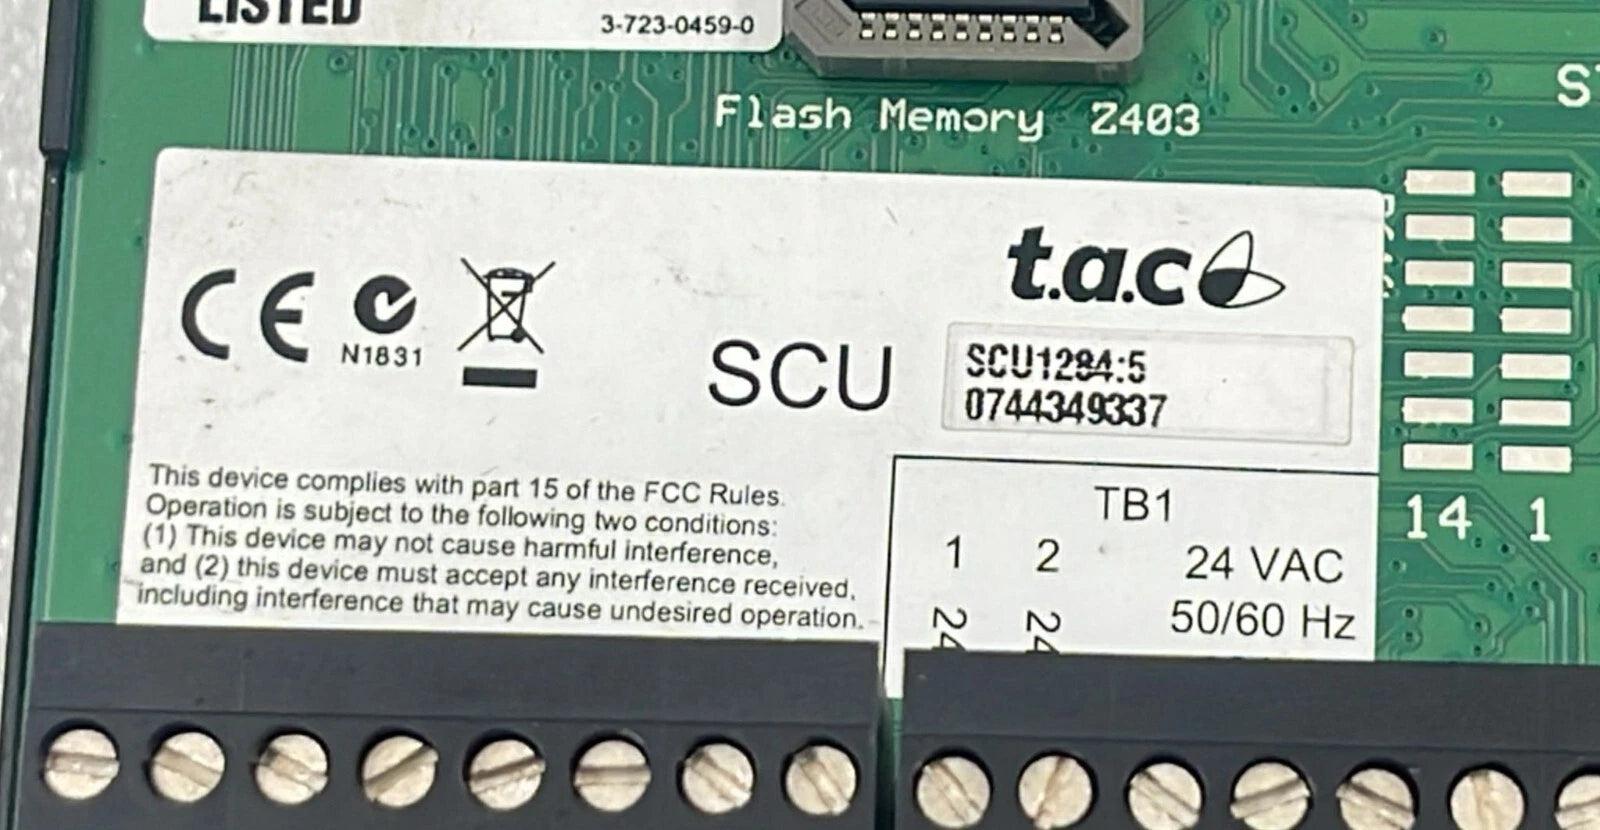 LISTED
3-723-0459-0
Flash Memory Z403
CE
N1831
t.a.c
SCU
SCU1284:5
0744349337
This device complies with part 15 of the FCC Rules.
Operation is subject to the following two conditions:
(1) This device may not cause harmful interference,
and (2) this device must accept any interference received,
including interference that may cause undesired operation.
TB1
1 2 24 VAC
50/60 Hz
24 24
14 1